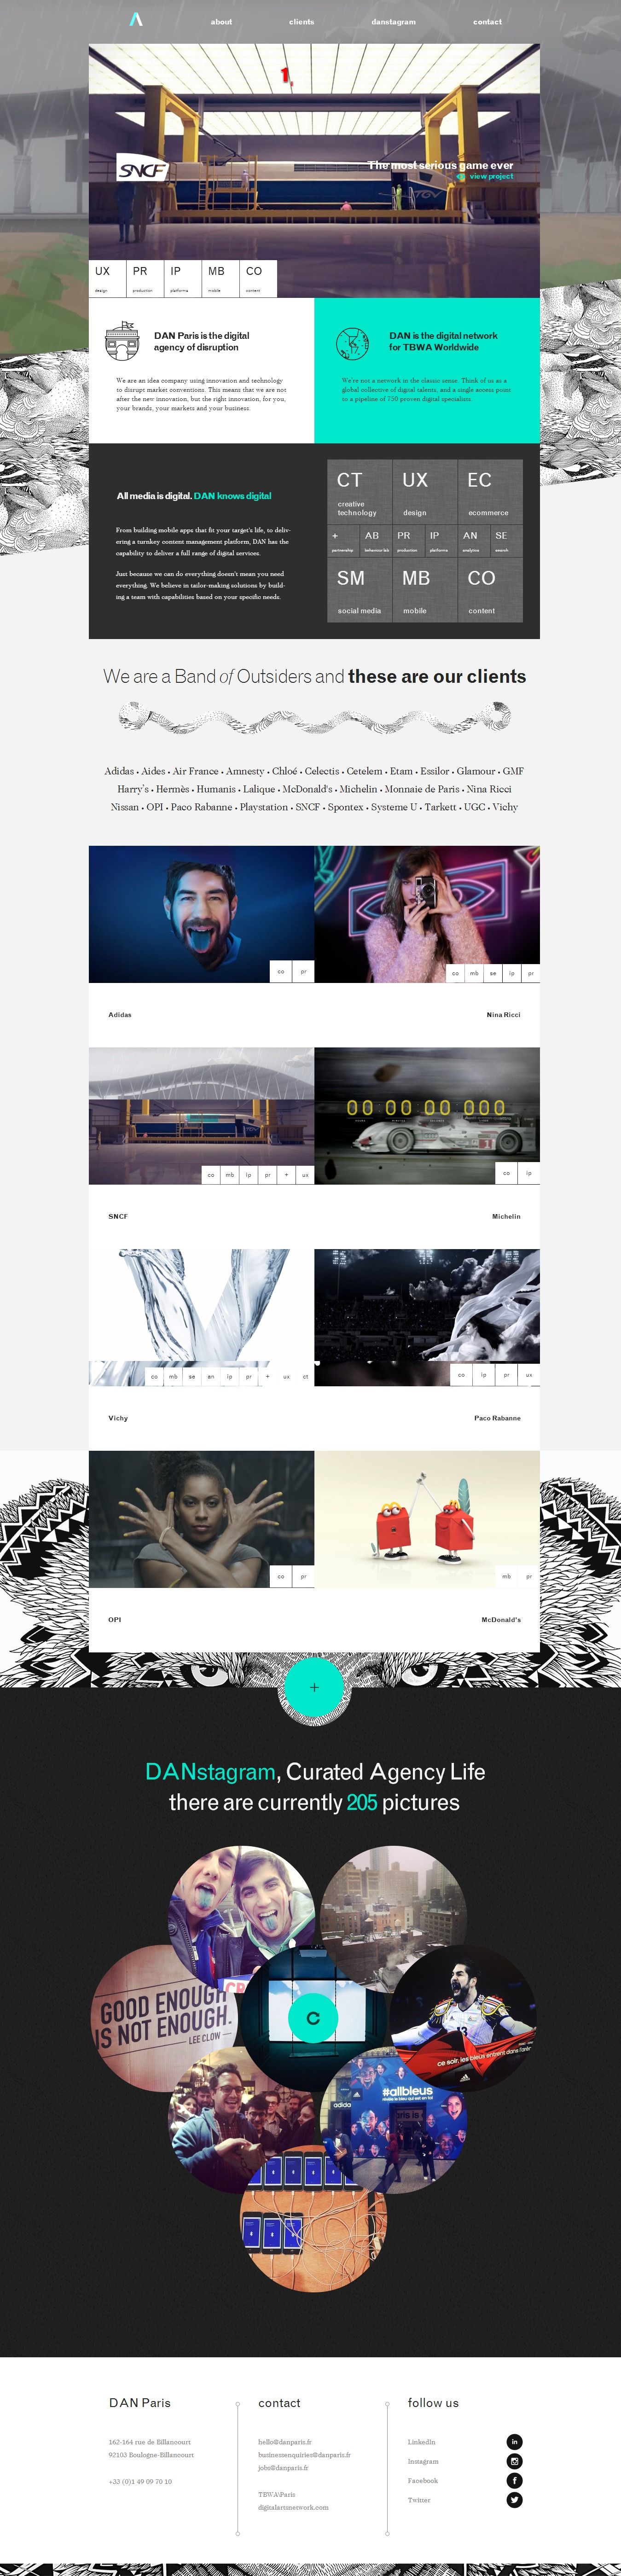 about clients danstagram contact
1.
SNCF
The most serious game ever
view project
TGV
UX PR IP MB CO
design production platforms mobile content
DAN Paris is the digital
agency of disruption
We are an idea company using innovation and technology
to disrupt market conventions. This means that we are not
after the new innovation, but the right innovation, for you,
your brands, your markets and your business.
DAN is the digital network
for TBWA Worldwide
We're not a network in the classic sense. Think of us as a
global collective of digital talents, and a single access point
to a pipeline of 750 proven digital specialists.
All media is digital. DAN knows digital
From building mobile apps that fit your target's life, to deliv-
ering a turnkey content management platform, DAN has the
capability to deliver a full range of digital services.
Just because we can do everything doesn't mean you need
everything. We believe in tailor-making solutions by build-
ing a team with capabilities based on your specific needs.
CT UX EC
creative
technology design ecommerce
+ AB PR IP AN SE
partnership behaviour lab production platforms analytics search
SM MB CO
social media mobile content
We are a Band of Outsiders and these are our clients
Adidas • Aides • Air France • Amnesty • Chloé • Celectis • Cetelem • Etam • Essilor • Glamour • GMF
Harry's • Hermès • Humanis • Lalique • McDonald's • Michelin • Monnaie de Paris • Nina Ricci
Nissan • OPI • Paco Rabanne • Playstation • SNCF • Spontex • Systeme U • Tarkett • UGC • Vichy
co pr
co mb se ip pr
Adidas
Nina Ricci
co mb ip pr + ux
00 00 00 000
co ip
SNCF
Michelin
co mb se an ip pr + ux ct
co ip pr ux
Vichy
Paco Rabanne
co pr
mb pr
OPI
McDonald's
+
DANstagram, Curated Agency Life
there are currently 205 pictures
GOOD ENOUGH
IS NOT ENOUGH.
LEE CLOW
13
ce soir, les bleus entrent dans l'arène
adidas
#allbleus
adidas
DAN Paris
162-164 rue de Billancourt
92103 Boulogne-Billancourt
+33 (0)1 49 09 70 10
contact
hello@danparis.fr
businessenquiries@danparis.fr
jobs@danparis.fr
TBWA\Paris
digitalartsnetwork.com
follow us
LinkedIn
Instagram
Facebook
Twitter